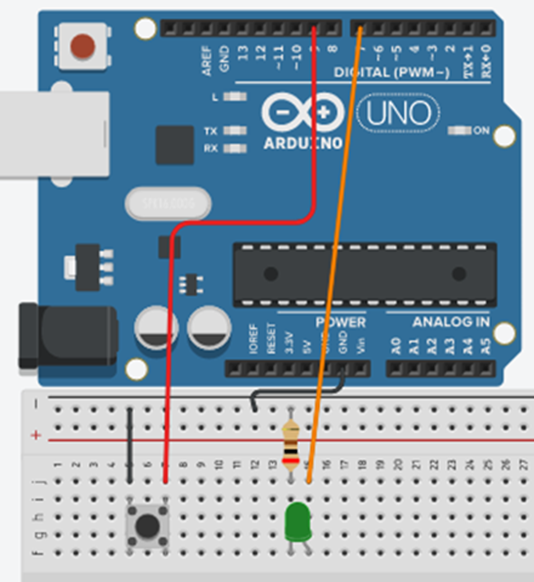 AREF
GND
13
12
~11
~10
9
8
7
~6
~5
4
~3
2
TX→1
RX←0
DIGITAL (PWM~)
L
TX
RX
ARDUINO
UNO
ON
POWER
ANALOG IN
IOREF
RESET
3.3V
5V
GND
GND
Vin
A0
A1
A2
A3
A4
A5
−
+
1 2 3 4 5 6 7 8 9 10 11 12 13 15 16 17 18 19 20 21 22 23 24 25 26 27
j
i
h
g
f